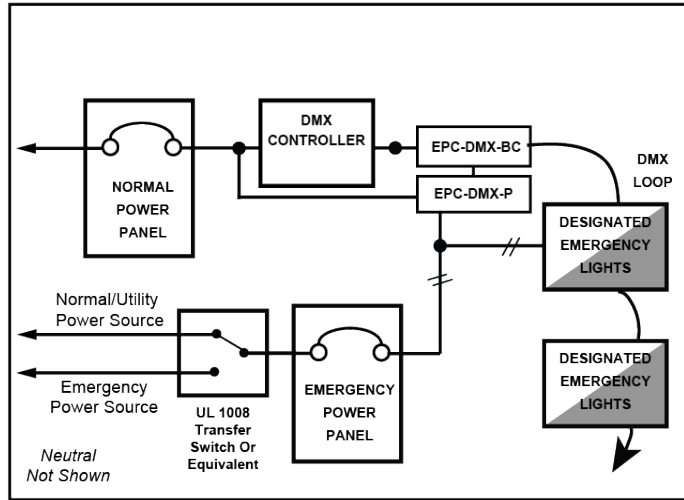 NORMAL
POWER
PANEL
DMX
CONTROLLER
EPC-DMX-BC
EPC-DMX-P
DMX
LOOP
DESIGNATED
EMERGENCY
LIGHTS
Normal/Utility
Power Source
Emergency
Power Source
UL 1008
Transfer
Switch Or
Equivalent
EMERGENCY
POWER
PANEL
DESIGNATED
EMERGENCY
LIGHTS
Neutral
Not Shown